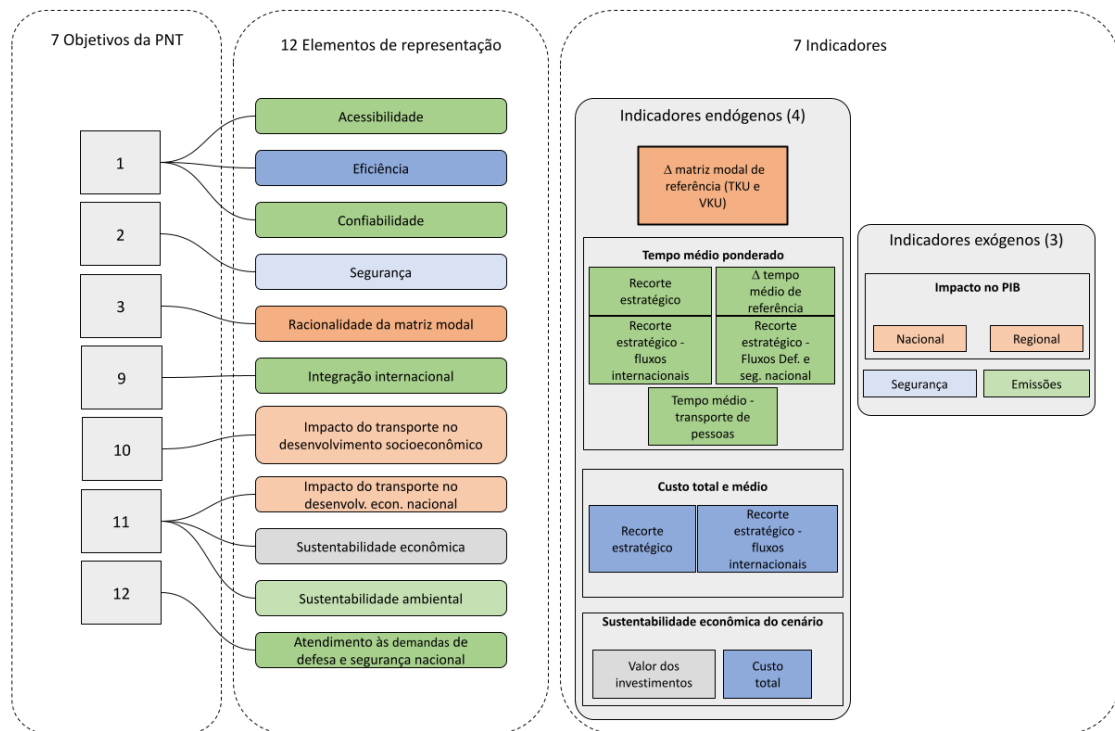 7 Objetivos da PNT
1
2
3
9
10
11
12
12 Elementos de representação
Acessibilidade
Eficiência
Confiabilidade
Segurança
Racionalidade da matriz modal
Integração internacional
Impacto do transporte no
desenvolvimento socioeconômico
Impacto do transporte no
desenvolv. econ. nacional
Sustentabilidade econômica
Sustentabilidade ambiental
Atendimento às demandas de
defesa e segurança nacional
7 Indicadores
Indicadores endógenos (4)
Δ matriz modal de
referência (TKU e
VKU)
Tempo médio ponderado
Recorte
estratégico
Δ tempo
médio de
referência
Recorte
estratégico -
fluxos
internacionais
Recorte
estratégico -
Fluxos Def. e
seg. nacional
Tempo médio -
transporte de
pessoas
Custo total e médio
Recorte
estratégico
Recorte
estratégico -
fluxos
internacionais
Sustentabilidade econômica do cenário
Valor dos
investimentos
Custo
total
Indicadores exógenos (3)
Impacto no PIB
Nacional
Regional
Segurança
Emissões